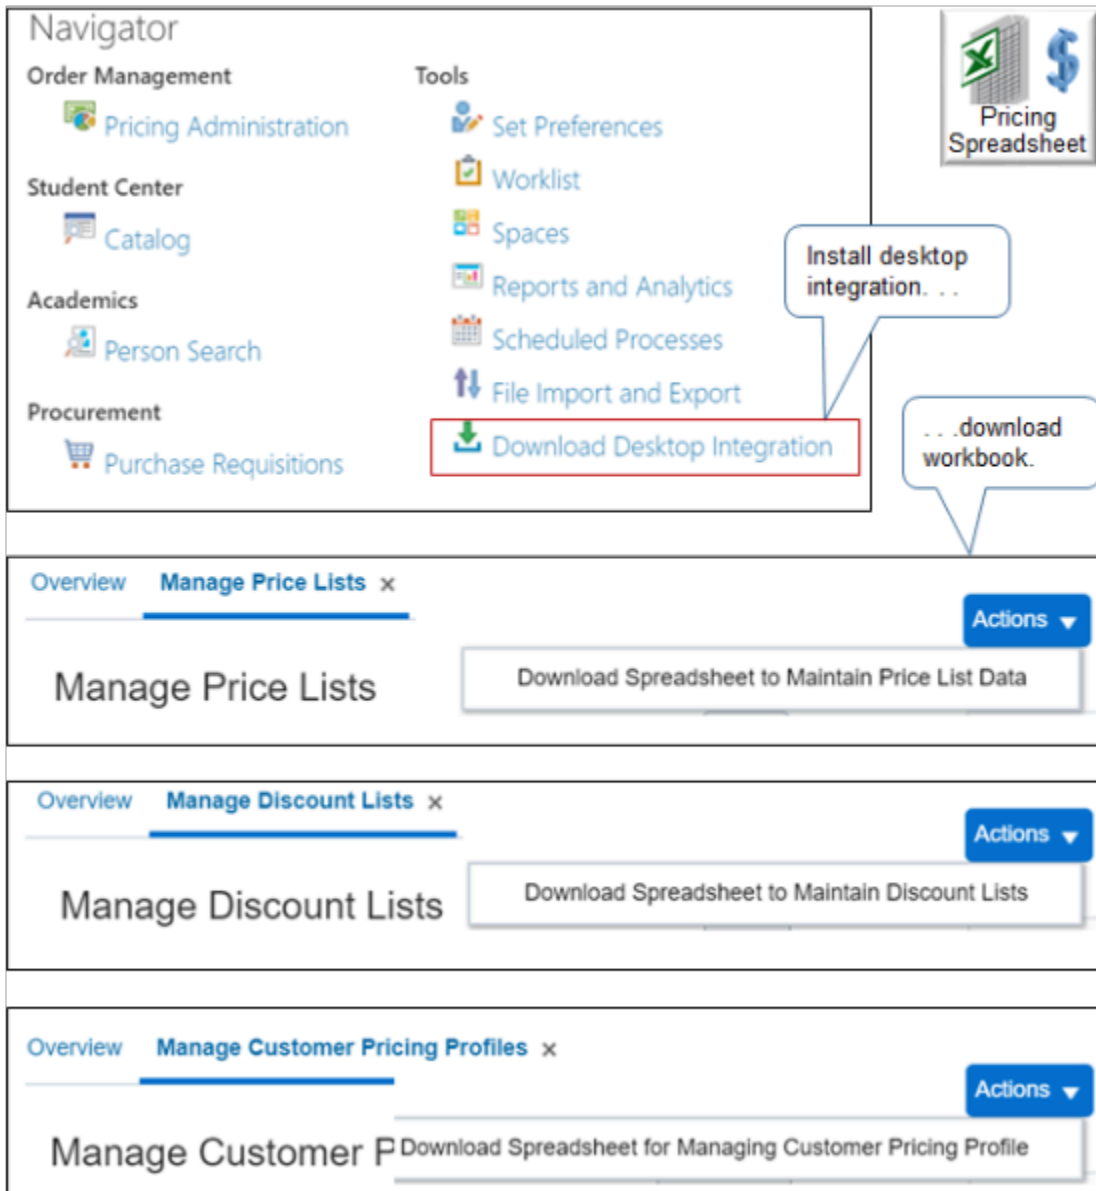 Navigator
Order Management
Pricing Administration
Student Center
Catalog
Academics
Person Search
Procurement
Purchase Requisitions
Tools
Set Preferences
Worklist
Spaces
Reports and Analytics
Scheduled Processes
File Import and Export
Download Desktop Integration
Pricing
Spreadsheet
Install desktop
integration. . .
. . .download
workbook.
Overview Manage Price Lists ×
Actions
Manage Price Lists
Download Spreadsheet to Maintain Price List Data
Overview Manage Discount Lists ×
Actions
Manage Discount Lists
Download Spreadsheet to Maintain Discount Lists
Overview Manage Customer Pricing Profiles ×
Actions
Manage Customer P
Download Spreadsheet for Managing Customer Pricing Profile